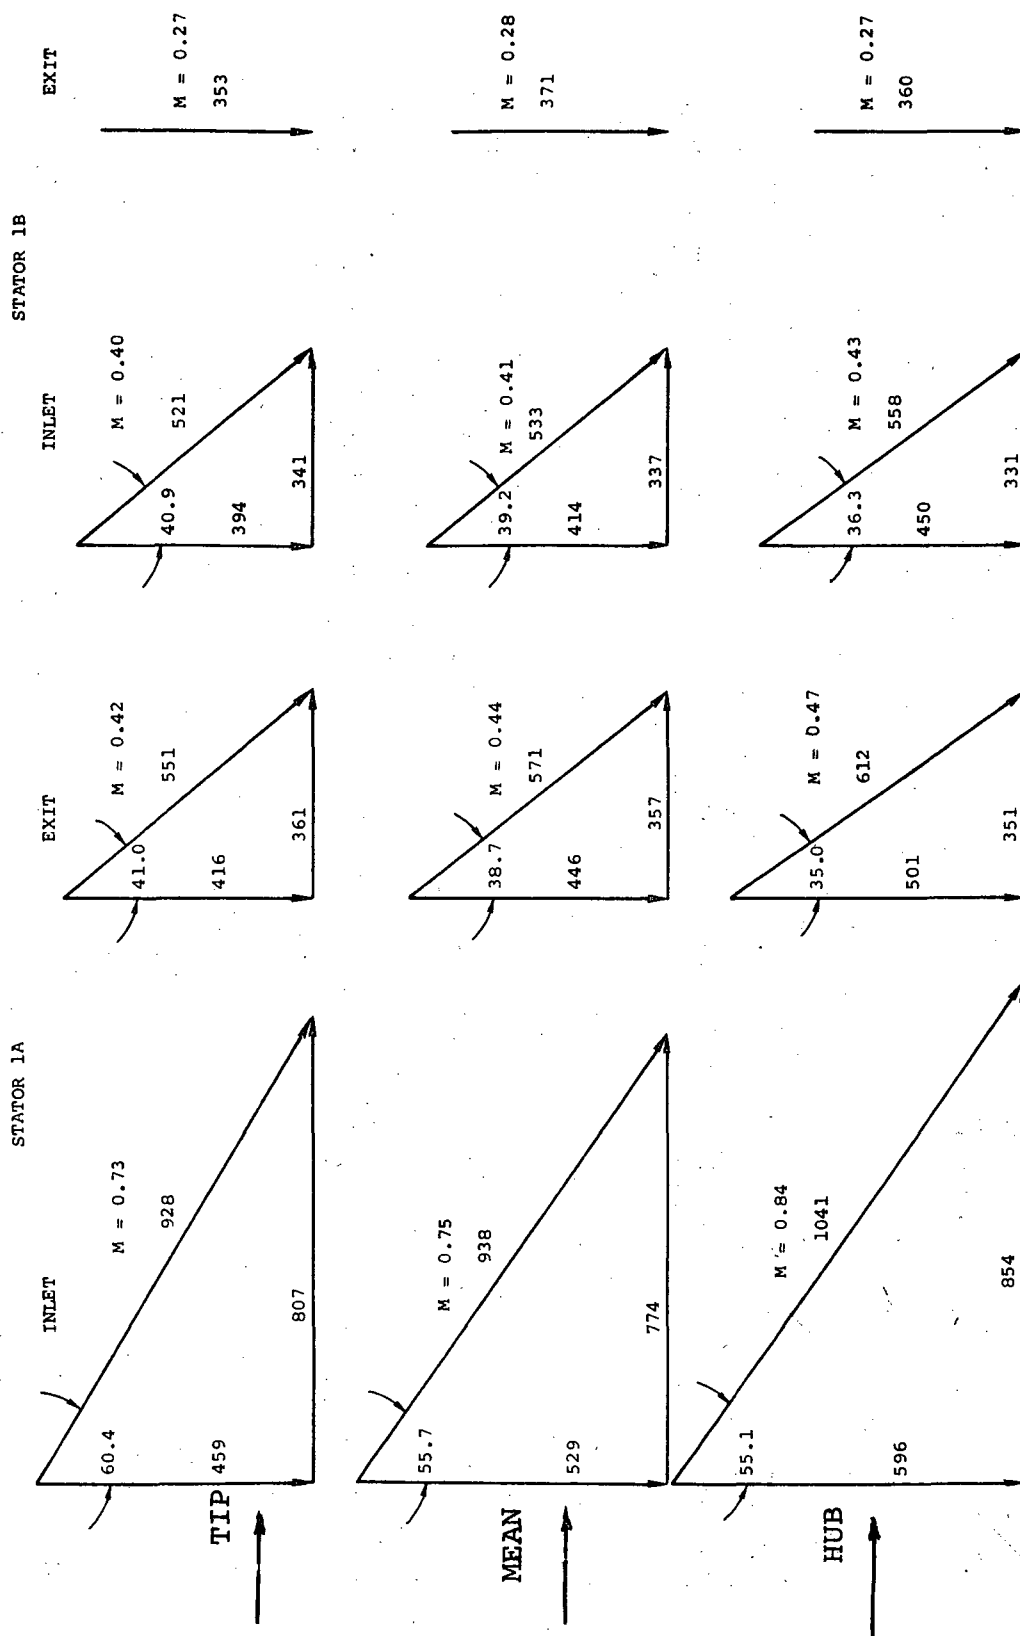 STATOR 1A
STATOR 1B
INLET
EXIT
INLET
EXIT
TIP
60.4
459
M = 0.73
928
807
41.0
416
M = 0.42
551
361
40.9
394
M = 0.40
521
341
M = 0.27
353
MEAN
55.7
529
M = 0.75
938
774
38.7
446
M = 0.44
571
357
39.2
414
M = 0.41
533
337
M = 0.28
371
HUB
55.1
596
M = 0.84
1041
854
35.0
501
M = 0.47
612
351
36.3
450
M = 0.43
558
331
M = 0.27
360